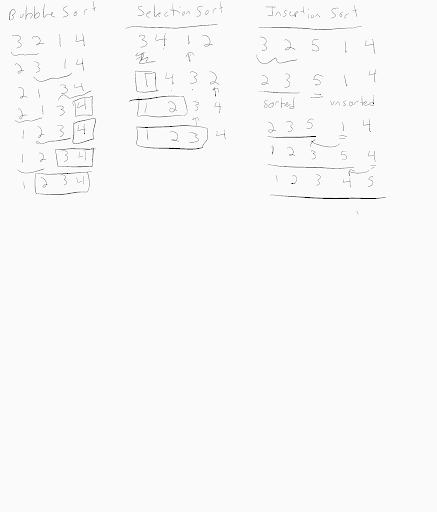 Bubble Sort
3 2 1 4
2 3 1 4
2 1 3 4
2 1 3 4
1 2 3 4
1 2 3 4
1 2 3 4
Selection Sort
3 4 1 2
1 4 3 2
1 2 3 4
1 2 3 4
Insertion Sort
3 2 5 1 4
2 3 5 1 4
sorted unsorted
2 3 5 1 4
1 2 3 5 4
1 2 3 4 5